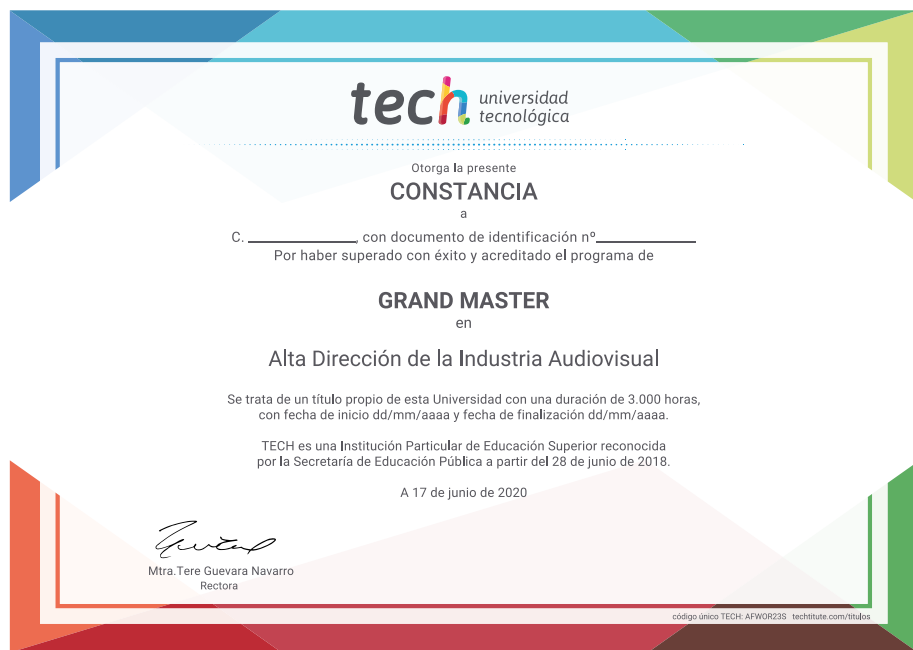 tech universidad
tecnológica
Otorga la presente
CONSTANCIA
a
C. ____________, con documento de identificación nº____________
Por haber superado con éxito y acreditado el programa de
GRAND MASTER
en
Alta Dirección de la Industria Audiovisual
Se trata de un título propio de esta Universidad con una duración de 3.000 horas,
con fecha de inicio dd/mm/aaaa y fecha de finalización dd/mm/aaaa.
TECH es una Institución Particular de Educación Superior reconocida
por la Secretaría de Educación Pública a partir del 28 de junio de 2018.
A 17 de junio de 2020
Mtra.Tere Guevara Navarro
Rectora
código único TECH: AFWOR23S techtitute.com/titulos